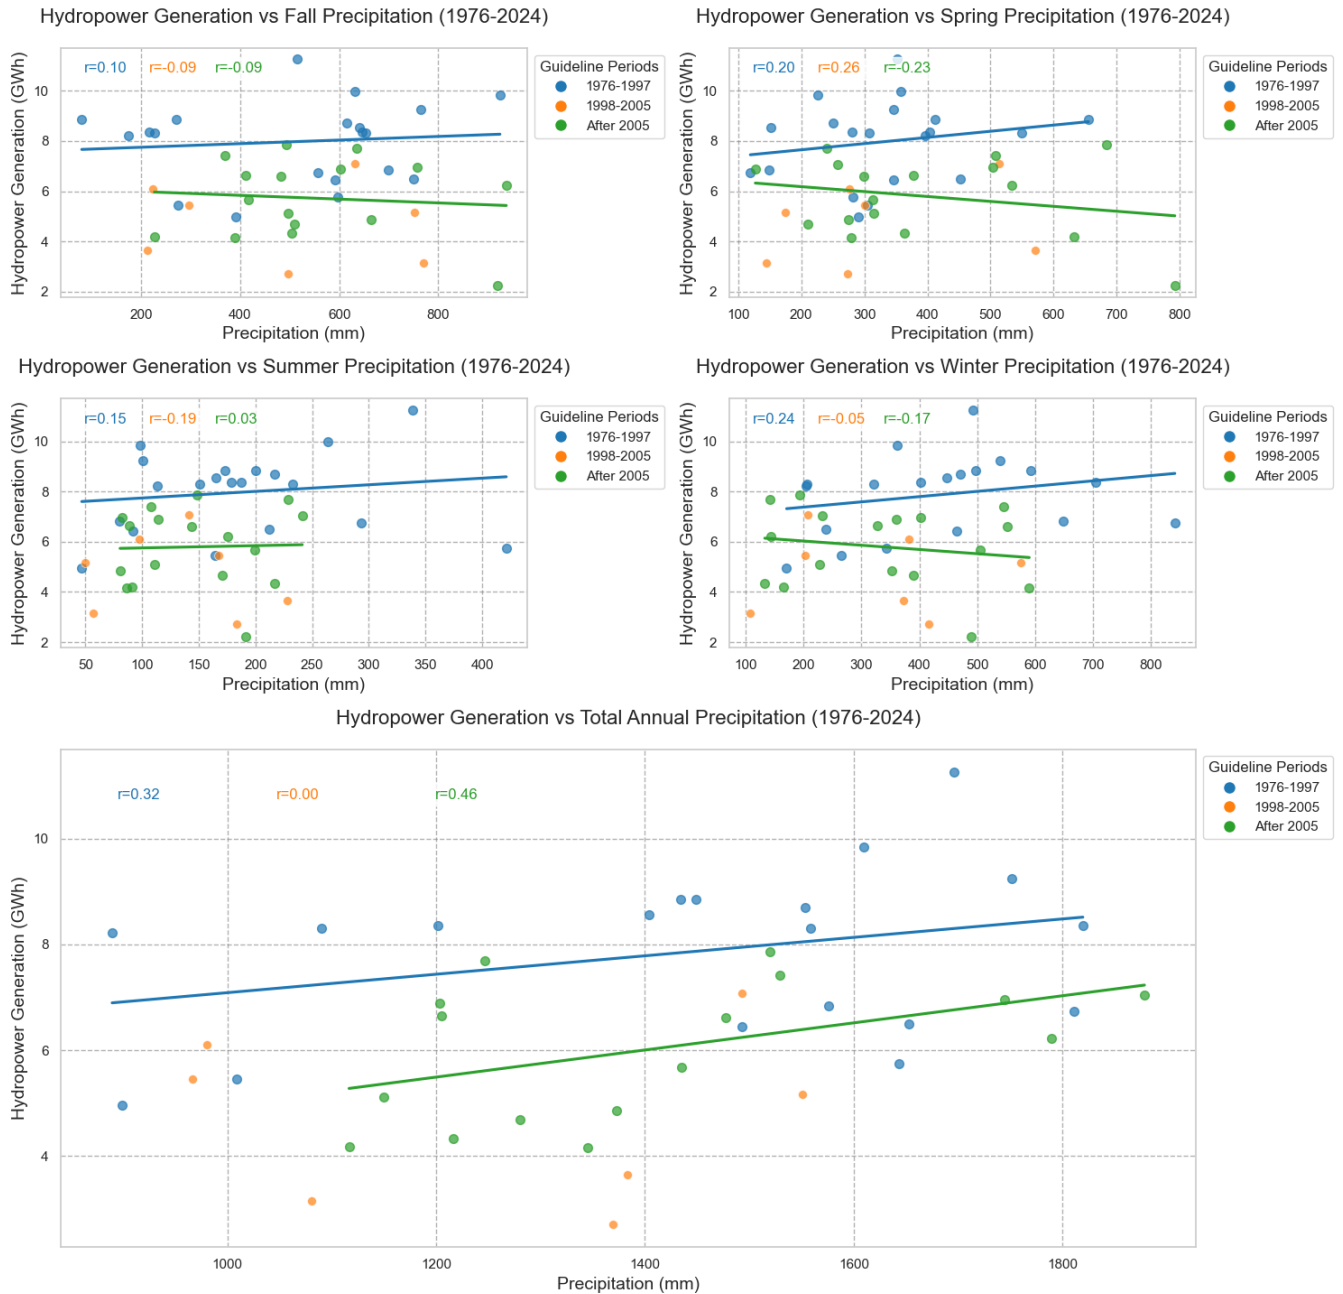 Hydropower Generation vs Fall Precipitation (1976-2024)
r=0.10 r=-0.09 r=-0.09
Hydropower Generation (GWh)
10
8
6
4
2
200 400 600 800
Precipitation (mm)
Guideline Periods
1976-1997
1998-2005
After 2005
Hydropower Generation vs Spring Precipitation (1976-2024)
r=0.20 r=0.26 r=-0.23
Hydropower Generation (GWh)
10
8
6
4
2
100 200 300 400 500 600 700 800
Precipitation (mm)
Guideline Periods
1976-1997
1998-2005
After 2005
Hydropower Generation vs Summer Precipitation (1976-2024)
r=0.15 r=-0.19 r=0.03
Hydropower Generation (GWh)
10
8
6
4
2
50 100 150 200 250 300 350 400
Precipitation (mm)
Guideline Periods
1976-1997
1998-2005
After 2005
Hydropower Generation vs Winter Precipitation (1976-2024)
r=0.24 r=-0.05 r=-0.17
Hydropower Generation (GWh)
10
8
6
4
2
100 200 300 400 500 600 700 800
Precipitation (mm)
Guideline Periods
1976-1997
1998-2005
After 2005
Hydropower Generation vs Total Annual Precipitation (1976-2024)
r=0.32 r=0.00 r=0.46
Hydropower Generation (GWh)
10
8
6
4
1000 1200 1400 1600 1800
Precipitation (mm)
Guideline Periods
1976-1997
1998-2005
After 2005